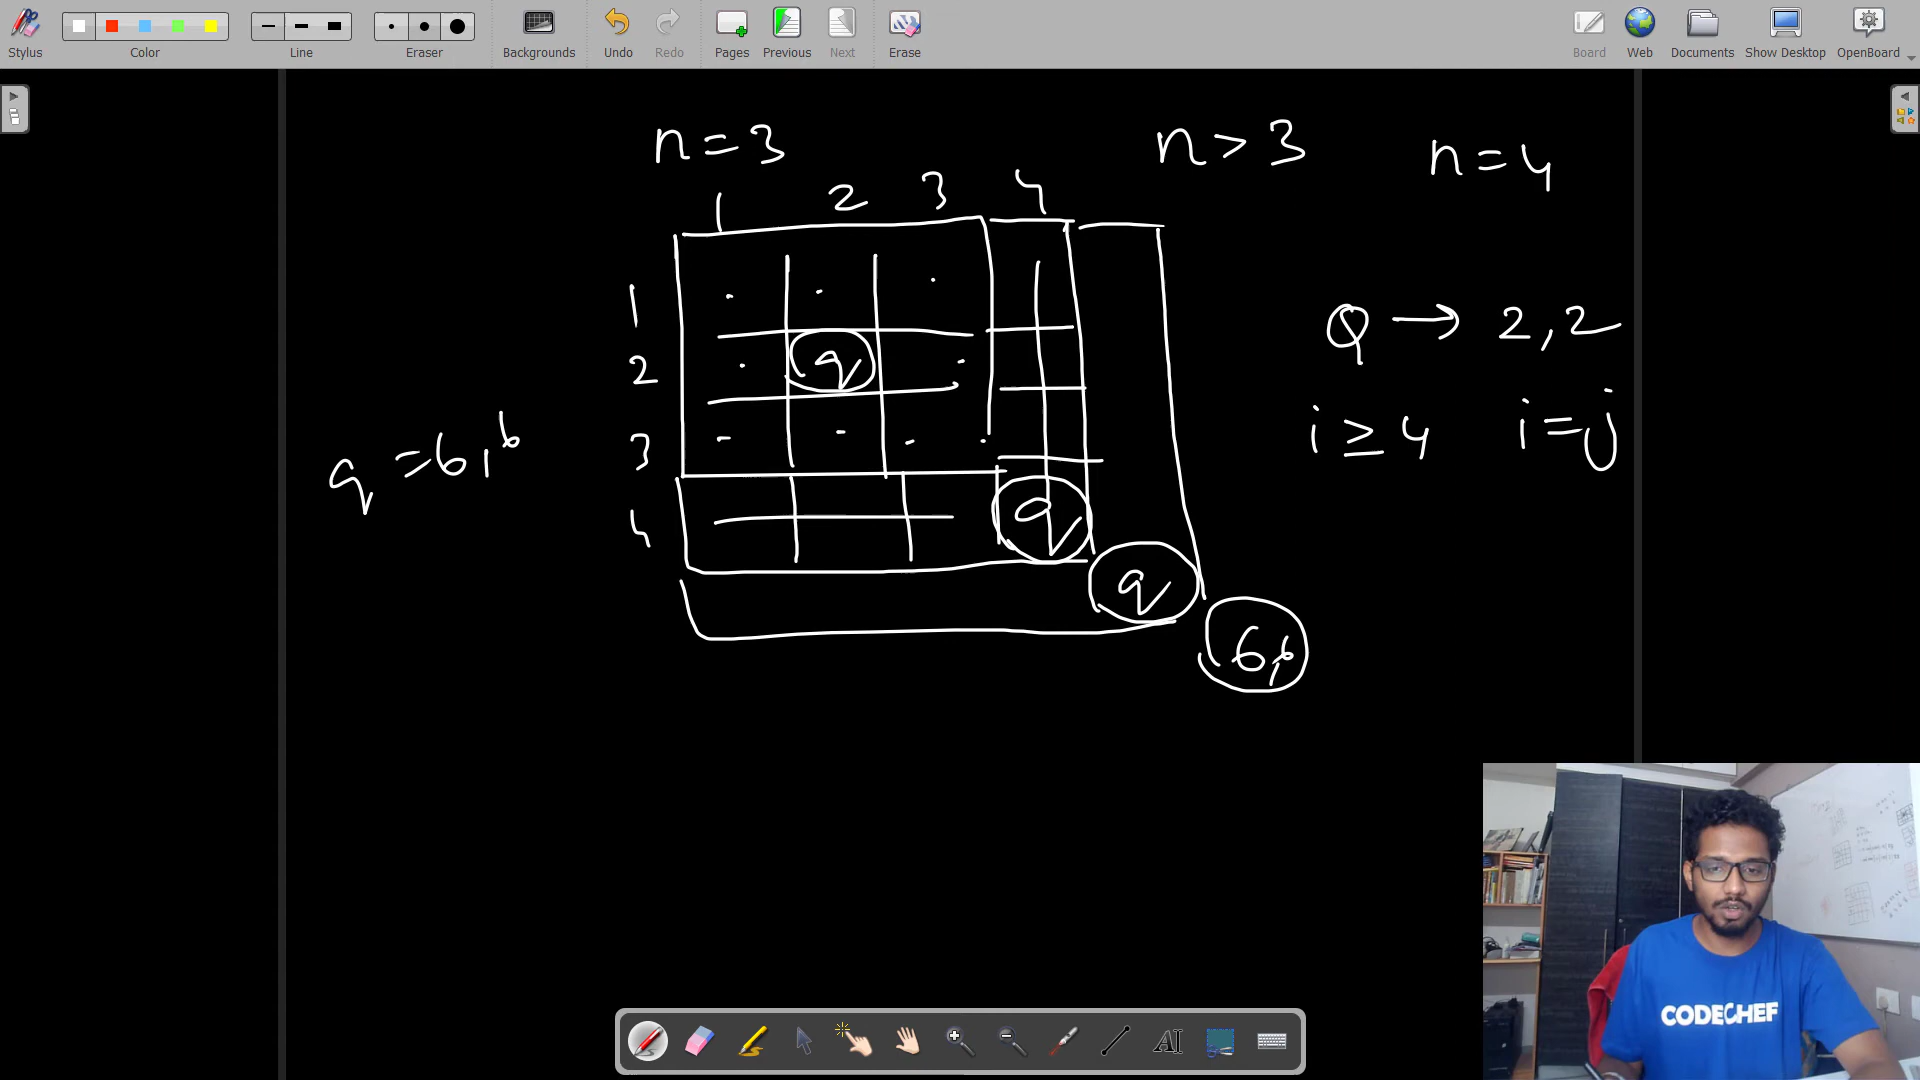 Stylus
Color
Line
Eraser
Backgrounds
Undo
Redo
Pages
Previous
Next
Erase
Board
Web
Documents
Show Desktop
OpenBoard
n = 3
n > 3
n = 4
1 2 3 4
1
2 q
3
4 q
q
6,6
q = 6,6
Q → 2,2
i ≥ 4 i = j
CODECHEF